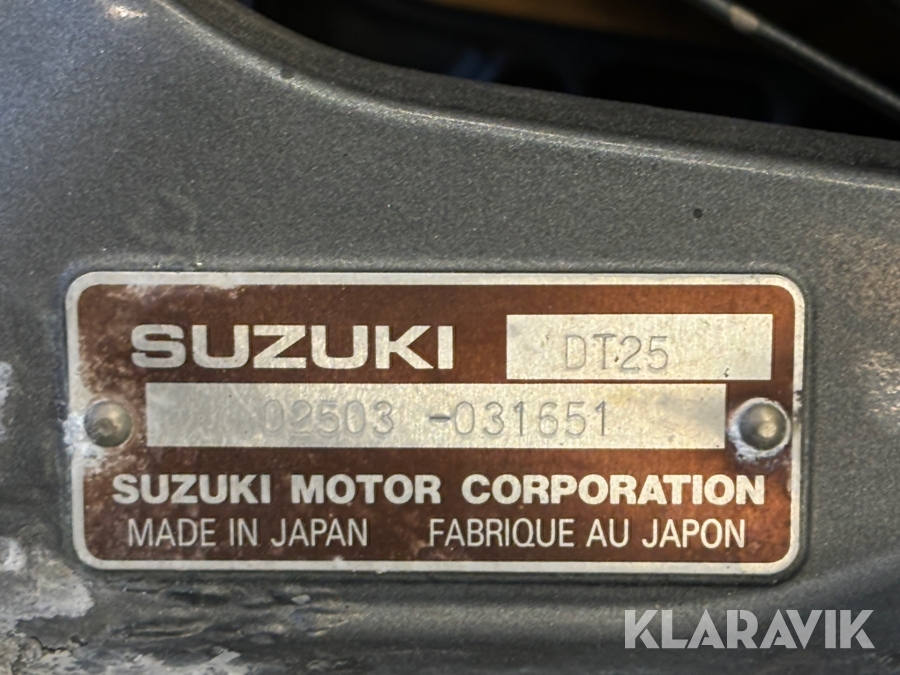 SUZUKI DT25
02503 -031651
SUZUKI MOTOR CORPORATION
MADE IN JAPAN FABRIQUE AU JAPON
KLARAVIK